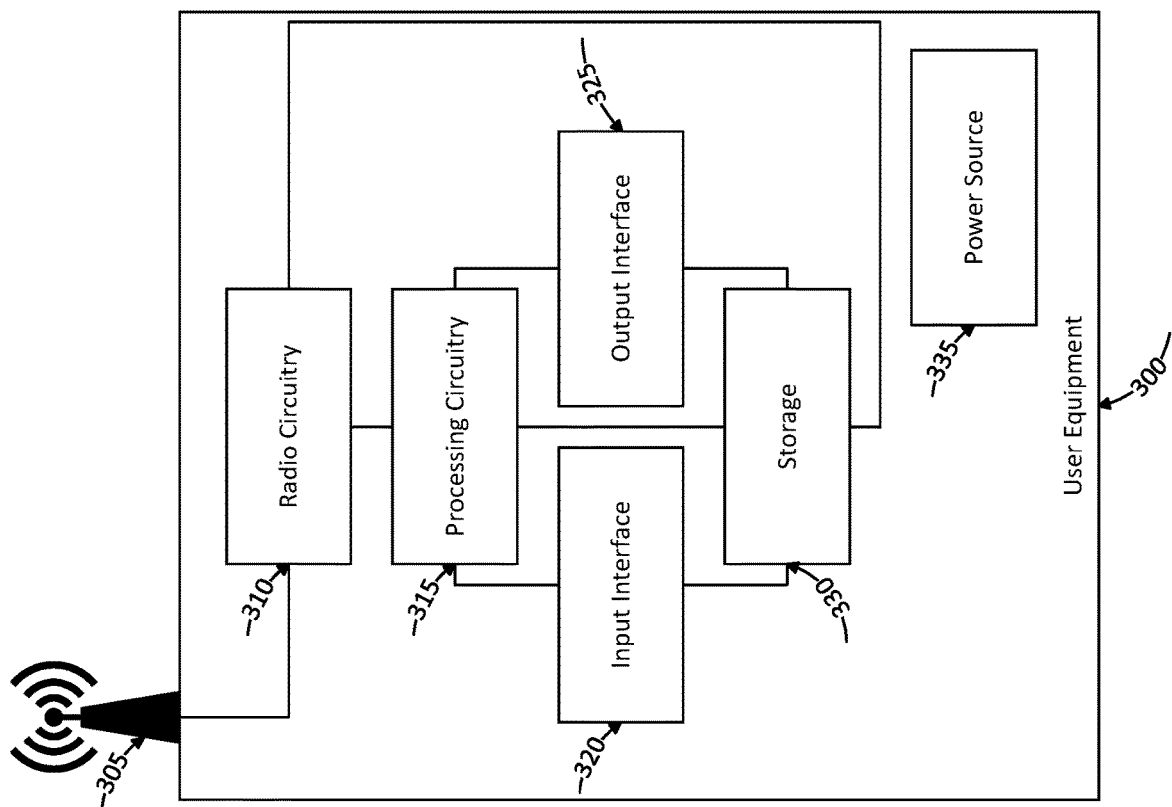 305
310
Radio Circuitry
315
Processing Circuitry
325
320
Input Interface
Output Interface
330
Storage
335
Power Source
User Equipment
300